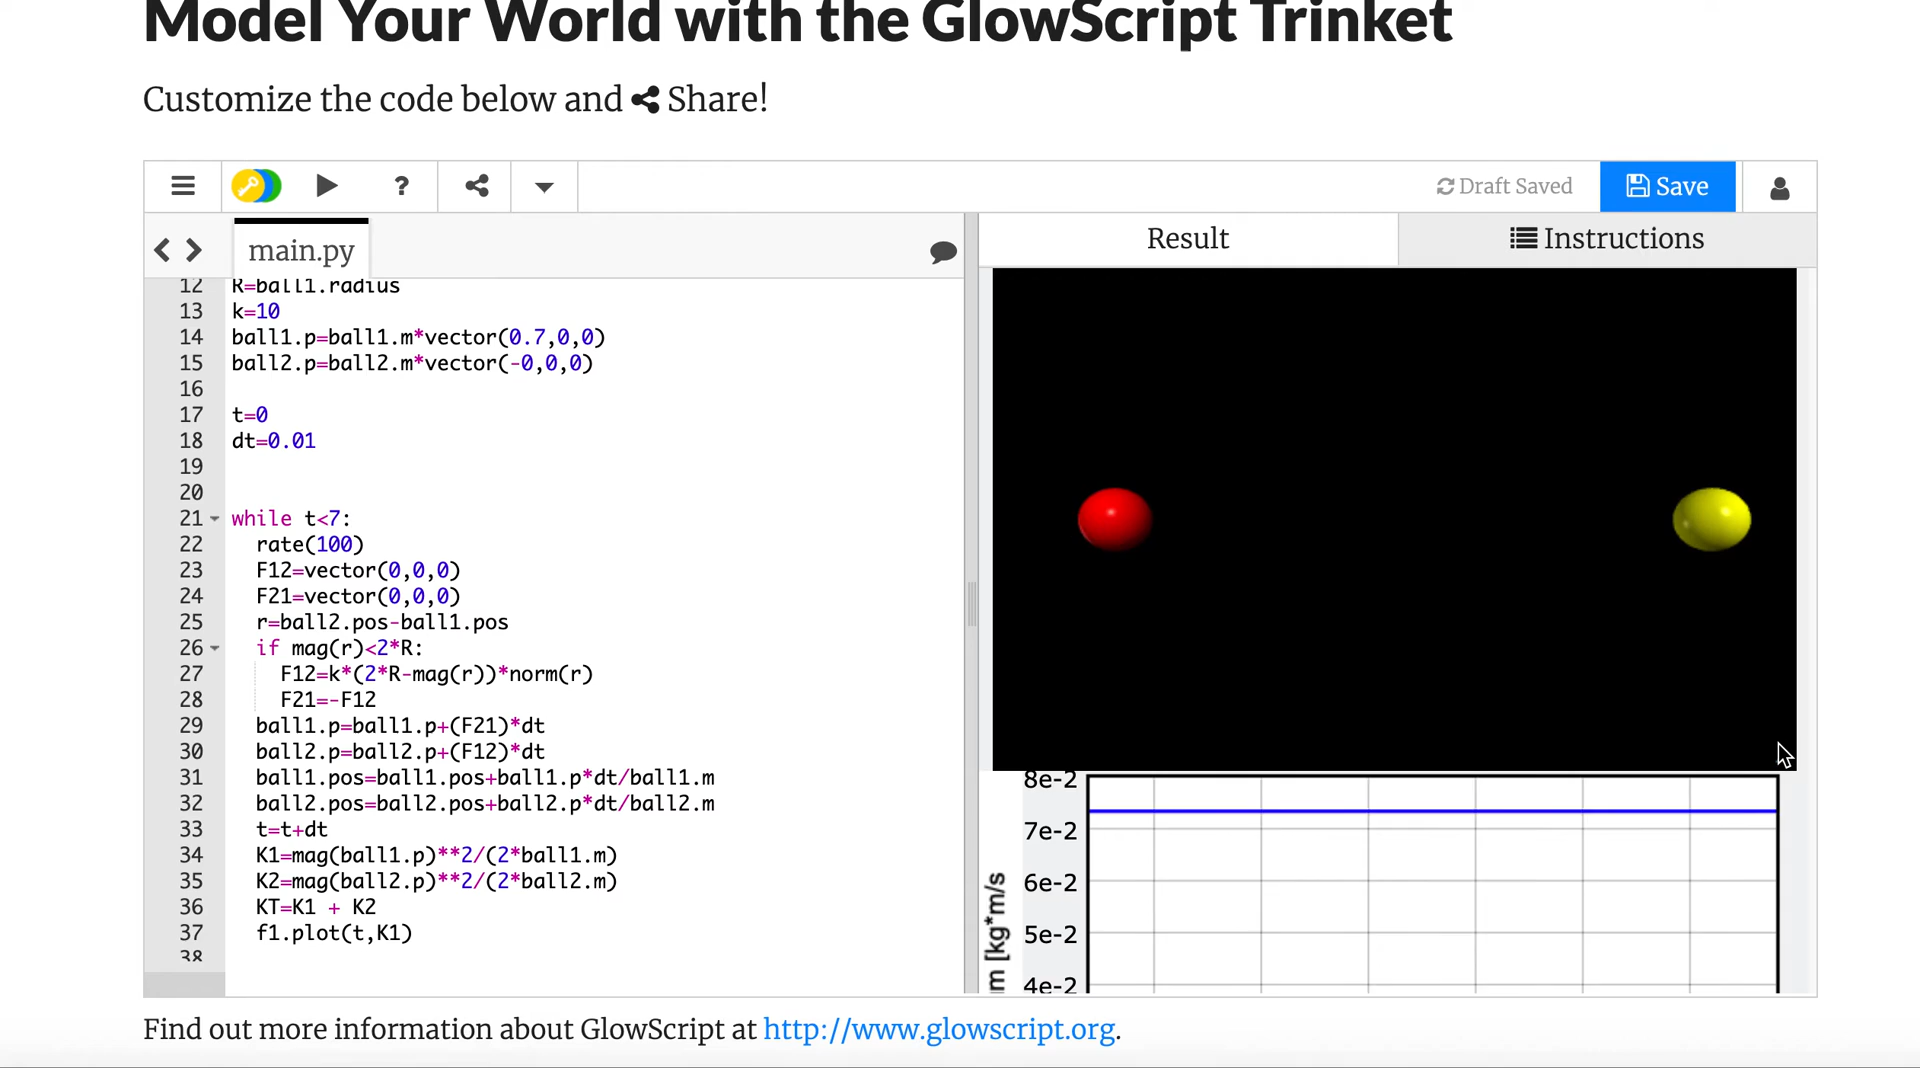 Model Your World with the GlowScript Trinket
Customize the code below and Share!
?
Draft Saved
Save
main.py
Result
Instructions
12 R=ball1.radius
13 k=10
14 ball1.p=ball1.m*vector(0.7,0,0)
15 ball2.p=ball2.m*vector(-0,0,0)
16
17 t=0
18 dt=0.01
19
20
21 while t<7:
22 rate(100)
23 F12=vector(0,0,0)
24 F21=vector(0,0,0)
25 r=ball2.pos-ball1.pos
26 if mag(r)<2*R:
27 F12=k*(2*R-mag(r))*norm(r)
28 F21=-F12
29 ball1.p=ball1.p+(F21)*dt
30 ball2.p=ball2.p+(F12)*dt
31 ball1.pos=ball1.pos+ball1.p*dt/ball1.m
32 ball2.pos=ball2.pos+ball2.p*dt/ball2.m
33 t=t+dt
34 K1=mag(ball1.p)**2/(2*ball1.m)
35 K2=mag(ball2.p)**2/(2*ball2.m)
36 KT=K1 + K2
37 f1.plot(t,K1)
38
8e-2
7e-2
6e-2
5e-2
4e-2
[kg*m/s
Find out more information about GlowScript at http://www.glowscript.org.